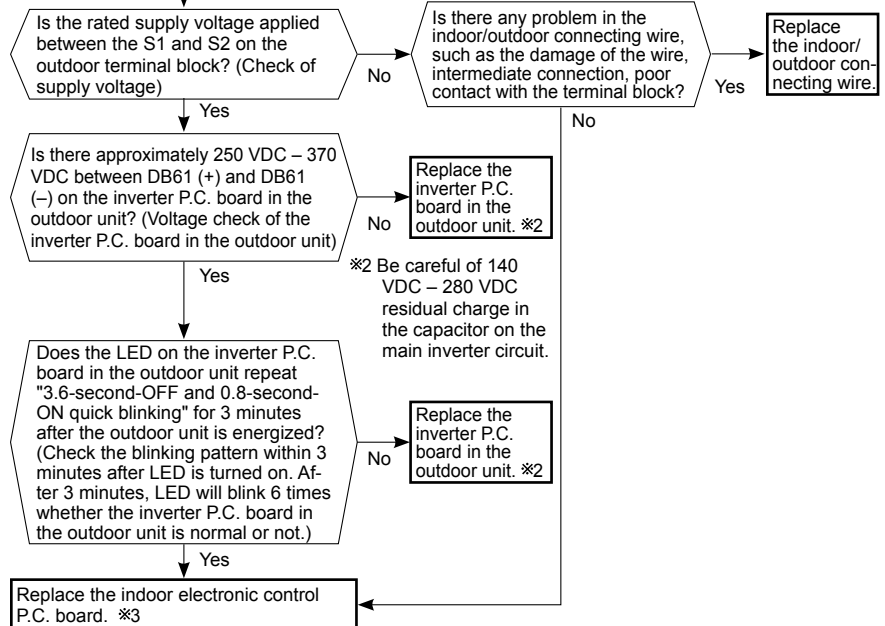 Is the rated supply voltage applied
between the S1 and S2 on the
outdoor terminal block? (Check of
supply voltage)
No
Is there any problem in the
indoor/outdoor connecting wire,
such as the damage of the wire,
intermediate connection, poor
contact with the terminal block?
Yes
Replace
the indoor/
outdoor con-
necting wire.
Yes
No
Is there approximately 250 VDC – 370
VDC between DB61 (+) and DB61
(–) on the inverter P.C. board in the
outdoor unit? (Voltage check of the
inverter P.C. board in the outdoor unit)
No
Replace the
inverter P.C.
board in the
outdoor unit. ※2
Yes
※2 Be careful of 140
VDC – 280 VDC
residual charge in
the capacitor on the
main inverter circuit.
Does the LED on the inverter P.C.
board in the outdoor unit repeat
"3.6-second-OFF and 0.8-second-
ON quick blinking" for 3 minutes
after the outdoor unit is energized?
(Check the blinking pattern within 3
minutes after LED is turned on. Af-
ter 3 minutes, LED will blink 6 times
whether the inverter P.C. board in
the outdoor unit is normal or not.)
No
Replace the
inverter P.C.
board in the
outdoor unit. ※2
Yes
Replace the indoor electronic control
P.C. board. ※3